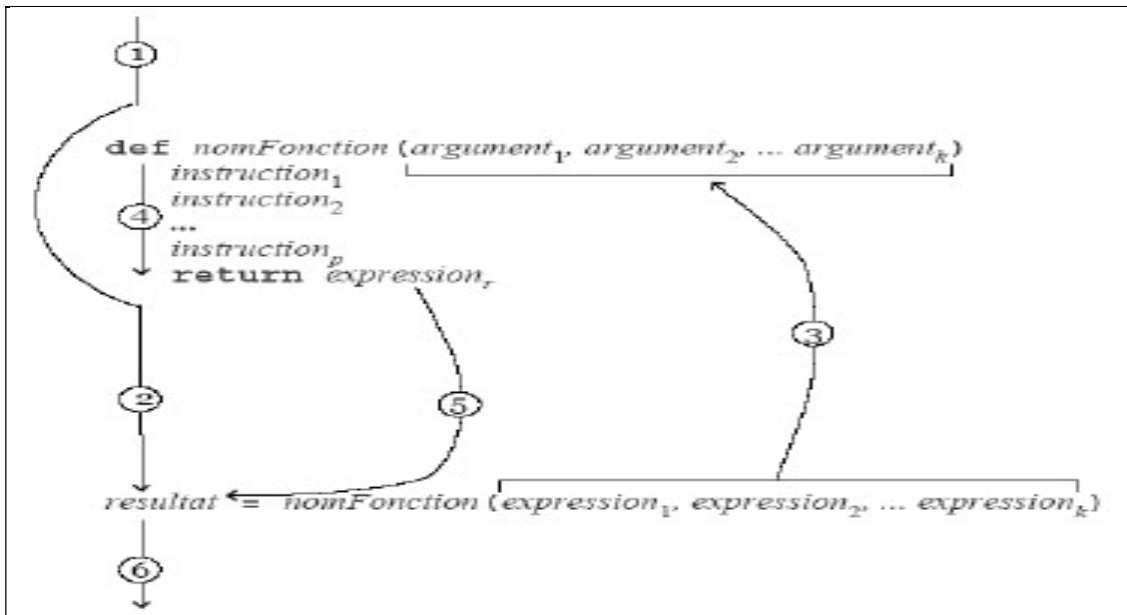 1
def nomFonction (argument1, argument2, ... argumentk)
instruction1
instruction2
4 ...
instructionp
return expressionr
3
2
5
resultat = nomFonction (expression1, expression2, ... expressionk)
6